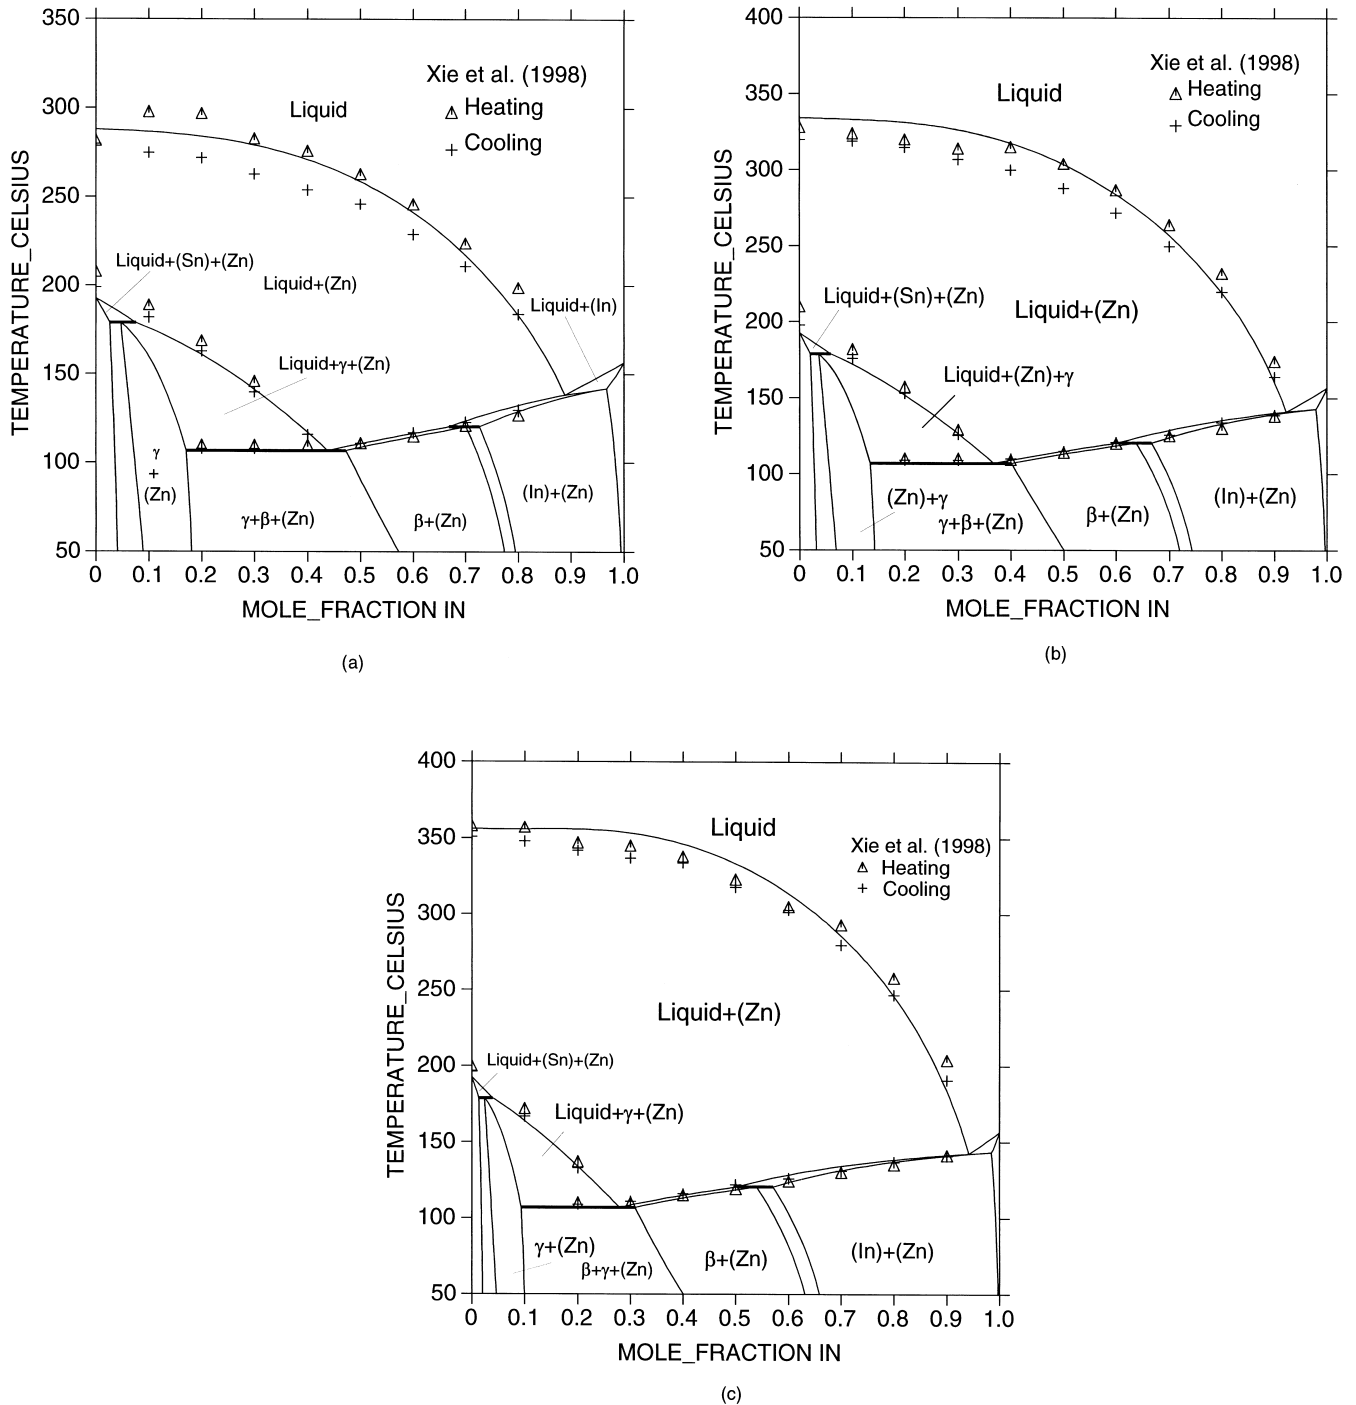 350
300
250
200
150
100
50
TEMPERATURE_CELSIUS
Xie et al. (1998)
Heating
Cooling
Liquid
Liquid+(Sn)+(Zn)
Liquid+(Zn)
Liquid+(In)
Liquid+γ+(Zn)
γ
+
(Zn)
γ+β+(Zn)
β+(Zn)
(In)+(Zn)
0 0.1 0.2 0.3 0.4 0.5 0.6 0.7 0.8 0.9 1.0
MOLE_FRACTION IN
(a)
400
350
300
250
200
150
100
50
TEMPERATURE_CELSIUS
Xie et al. (1998)
Heating
Cooling
Liquid
Liquid+(Sn)+(Zn)
Liquid+(Zn)
Liquid+(Zn)+γ
(Zn)+γ
γ+β+(Zn)
β+(Zn)
(In)+(Zn)
0 0.1 0.2 0.3 0.4 0.5 0.6 0.7 0.8 0.9 1.0
MOLE_FRACTION IN
(b)
400
350
300
250
200
150
100
50
TEMPERATURE_CELSIUS
Liquid
Xie et al. (1998)
Heating
Cooling
Liquid+(Zn)
Liquid+(Sn)+(Zn)
Liquid+γ+(Zn)
γ+(Zn)
β+γ+(Zn)
β+(Zn)
(In)+(Zn)
0 0.1 0.2 0.3 0.4 0.5 0.6 0.7 0.8 0.9 1.0
MOLE_FRACTION IN
(c)